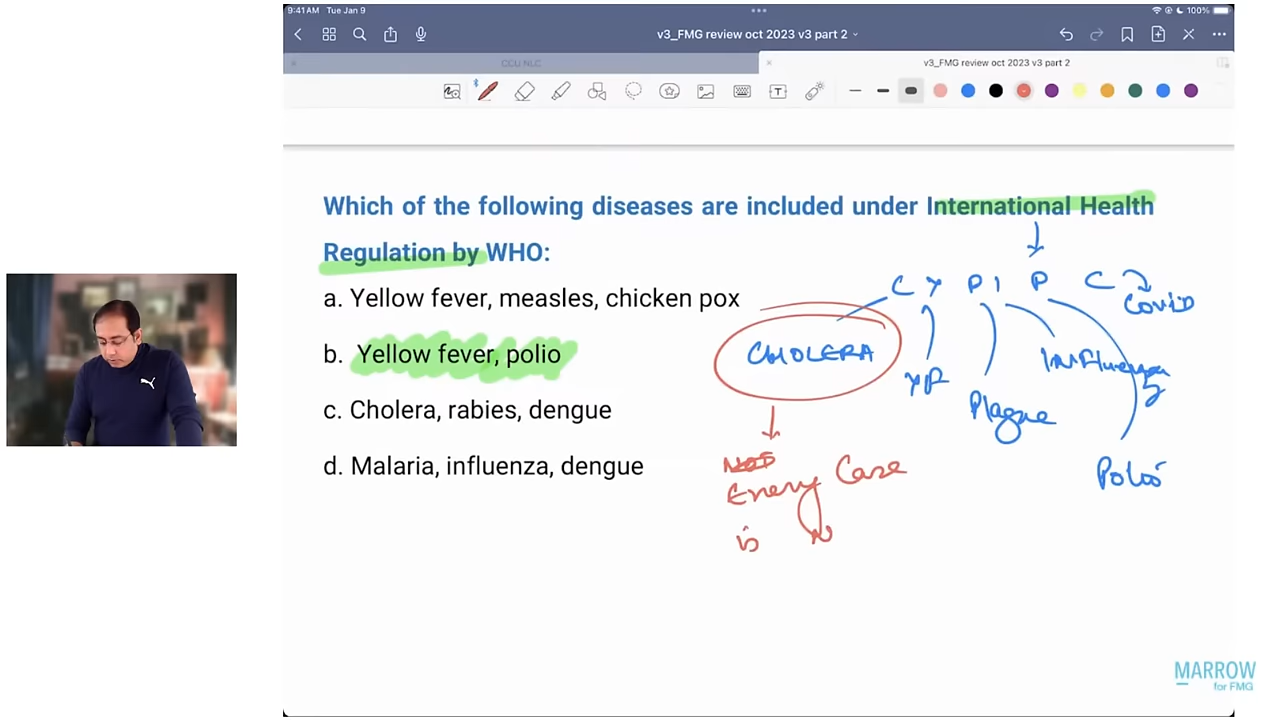 9:41 AM Tue Jan 9
100%
v3_FMG review oct 2023 v3 part 2
CCU NLC
v3_FMG review oct 2023 v3 part 2
Which of the following diseases are included under International Health
Regulation by WHO:
a. Yellow fever, measles, chicken pox
b. Yellow fever, polio
c. Cholera, rabies, dengue
d. Malaria, influenza, dengue
C Y P I P C
Covid
CHOLERA
YF
Plague
Influenza
Polio
Not
Every Case
is N
MARROW
for FMG